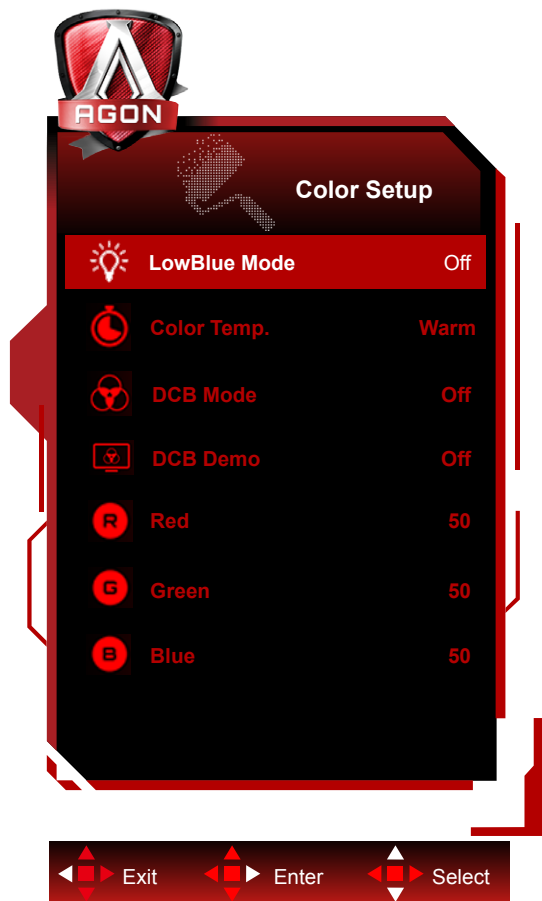 AGON
Color Setup
LowBlue Mode Off
Color Temp. Warm
DCB Mode Off
DCB Demo Off
R Red 50
G Green 50
B Blue 50
Exit Enter Select